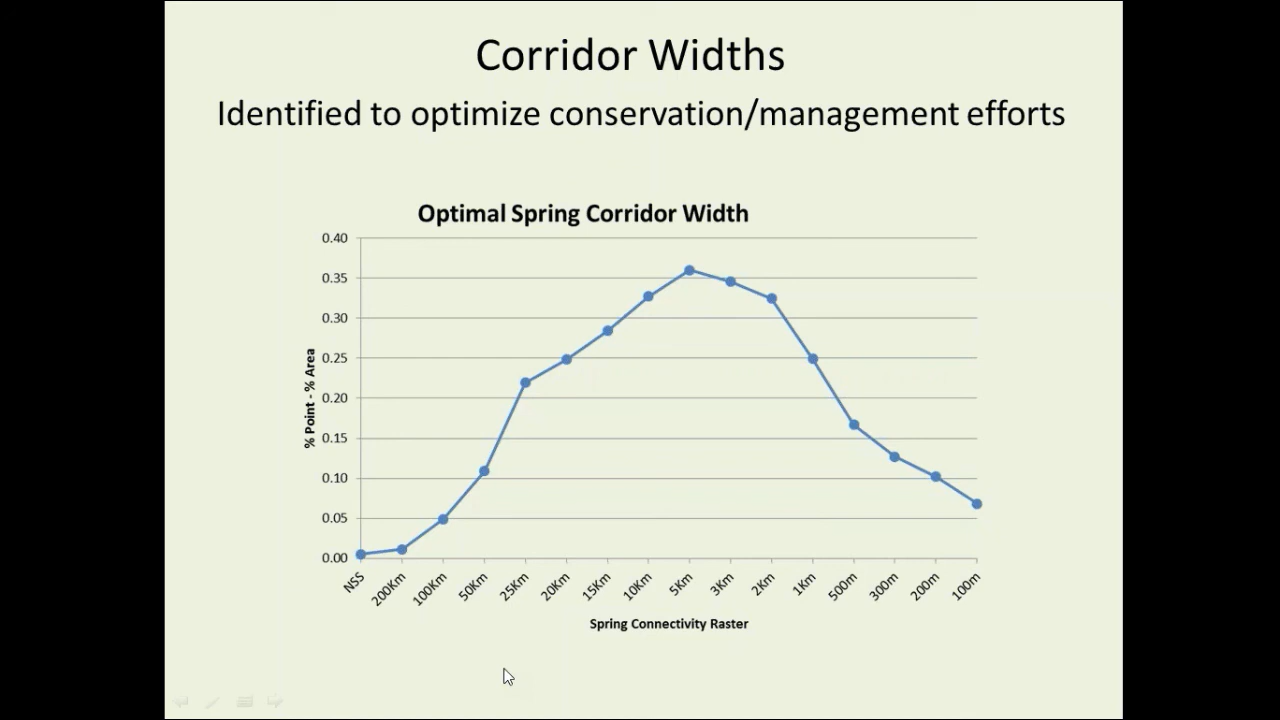 Corridor Widths
Identified to optimize conservation/management efforts
Optimal Spring Corridor Width
% Point - % Area
0.40
0.35
0.30
0.25
0.20
0.15
0.10
0.05
0.00
NSS
200Km
100Km
50Km
25Km
20Km
15Km
10Km
5Km
3Km
2Km
1Km
500m
300m
200m
100m
Spring Connectivity Raster